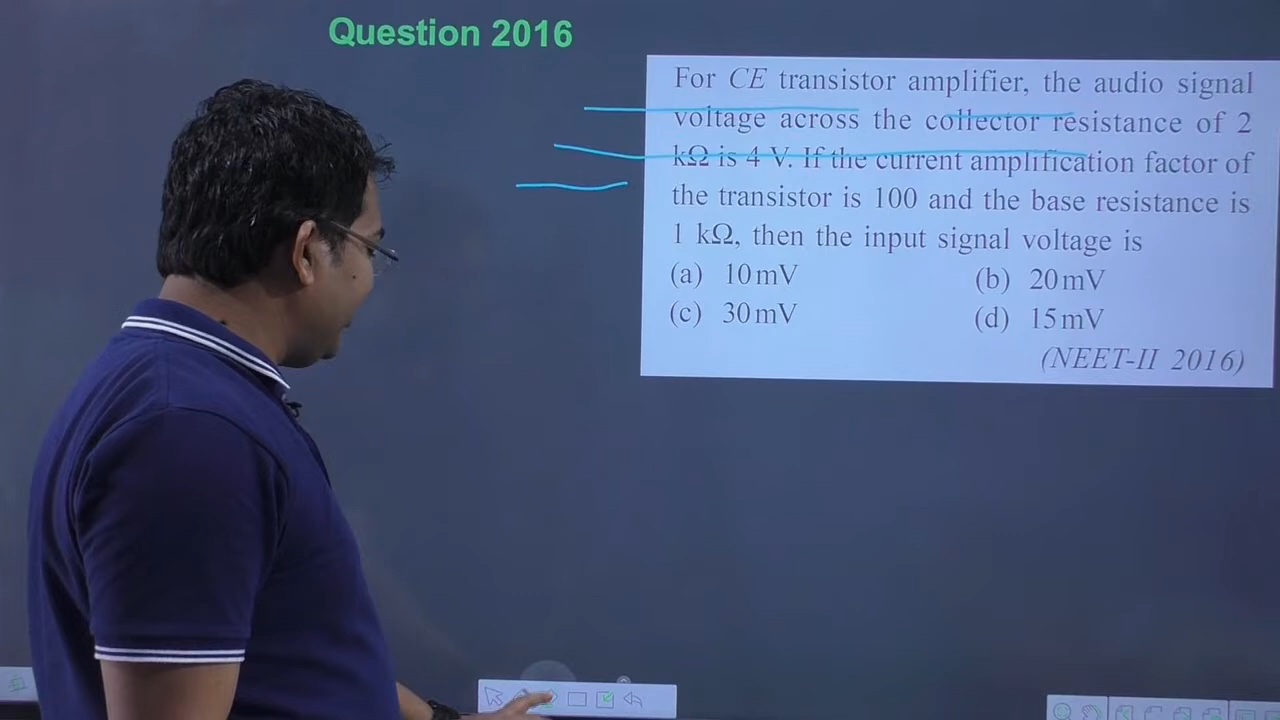 Question 2016
For CE transistor amplifier, the audio signal
voltage across the collector resistance of 2
kΩ is 4 V. If the current amplification factor of
the transistor is 100 and the base resistance is
1 kΩ, then the input signal voltage is
(a) 10 mV (b) 20 mV
(c) 30 mV (d) 15 mV
(NEET-II 2016)